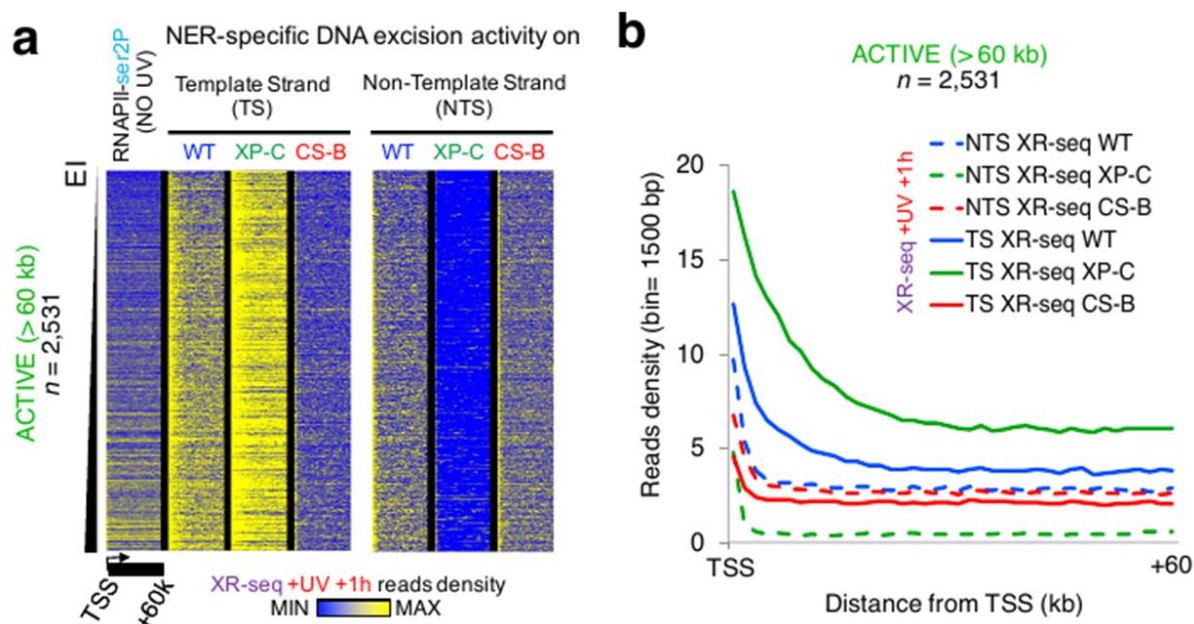 a
NER-specific DNA excision activity on
RNAPII-ser2P
(NO UV)
Template Strand
(TS)
Non-Template Strand
(NTS)
WT XP-C CS-B
WT XP-C CS-B
EI
ACTIVE (> 60 kb)
n = 2,531
TSS
+60k
XR-seq +UV +1h reads density
MIN MAX
b
ACTIVE (> 60 kb)
n = 2,531
XR-seq +UV +1h
NTS XR-seq WT
NTS XR-seq XP-C
NTS XR-seq CS-B
TS XR-seq WT
TS XR-seq XP-C
TS XR-seq CS-B
Reads density (bin= 1500 bp)
20
15
10
5
0
TSS +60
Distance from TSS (kb)